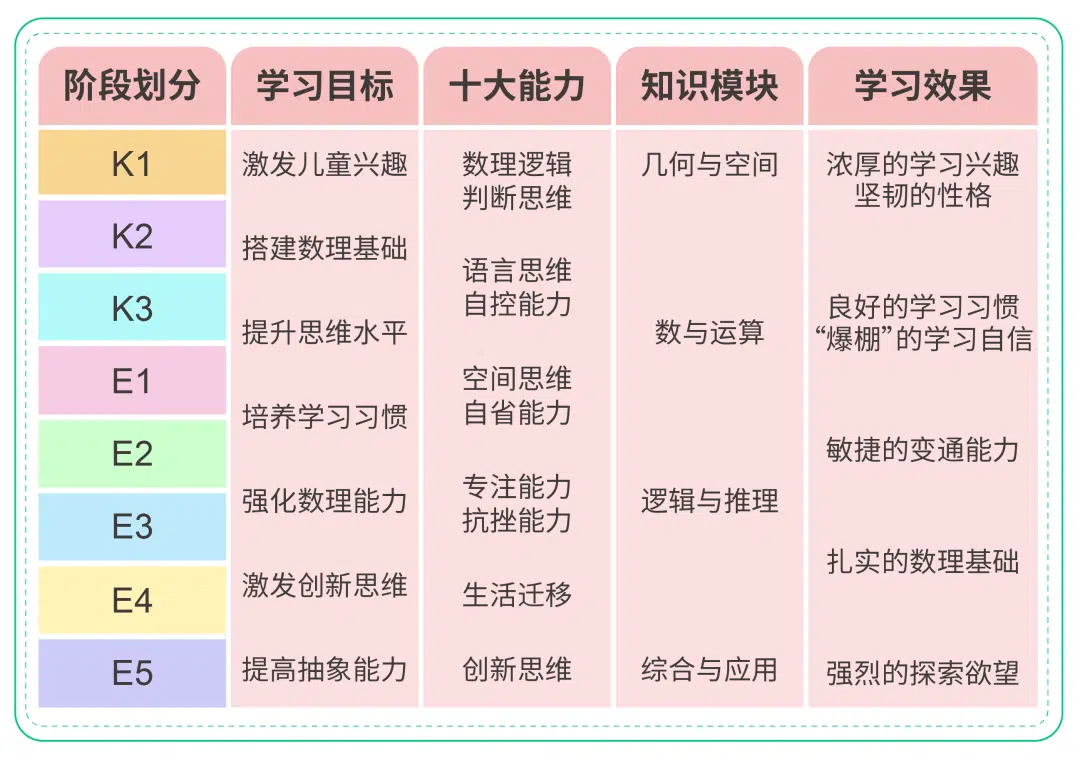 阶段划分
学习目标
十大能力
知识模块
学习效果
K1
K2
K3
E1
E2
E3
E4
E5
激发儿童兴趣
搭建数理基础
提升思维水平
培养学习习惯
强化数理能力
激发创新思维
提高抽象能力
数理逻辑
判断思维
语言思维
自控能力
空间思维
自省能力
专注能力
抗挫能力
生活迁移
创新思维
几何与空间
数与运算
逻辑与推理
综合与应用
浓厚的学习兴趣
坚韧的性格
良好的学习习惯
“爆棚”的学习自信
敏捷的变通能力
扎实的数理基础
强烈的探索欲望